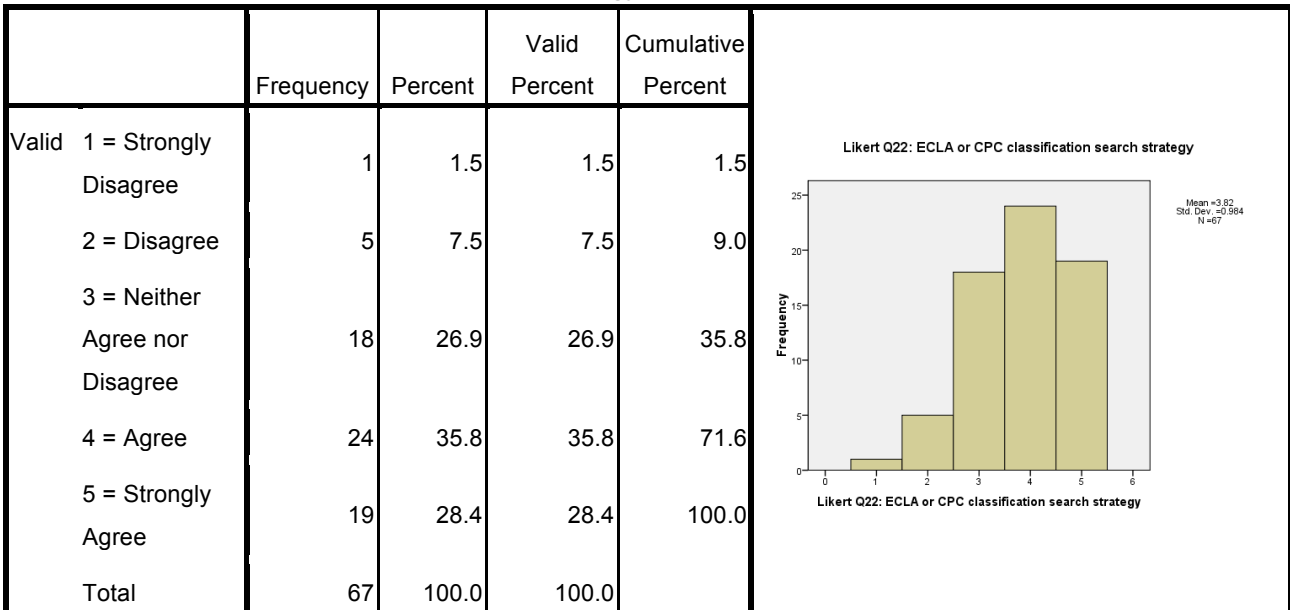 Frequency Percent Valid Percent Cumulative Percent
Valid 1 = Strongly Disagree 1 1.5 1.5 1.5
2 = Disagree 5 7.5 7.5 9.0
3 = Neither Agree nor Disagree 18 26.9 26.9 35.8
4 = Agree 24 35.8 35.8 71.6
5 = Strongly Agree 19 28.4 28.4 100.0
Total 67 100.0 100.0
Likert Q22: ECLA or CPC classification search strategy
Mean =3.82
Std. Dev. =0.984
N =67
Frequency
25
20
15
10
5
0
0 1 2 3 4 5 6
Likert Q22: ECLA or CPC classification search strategy